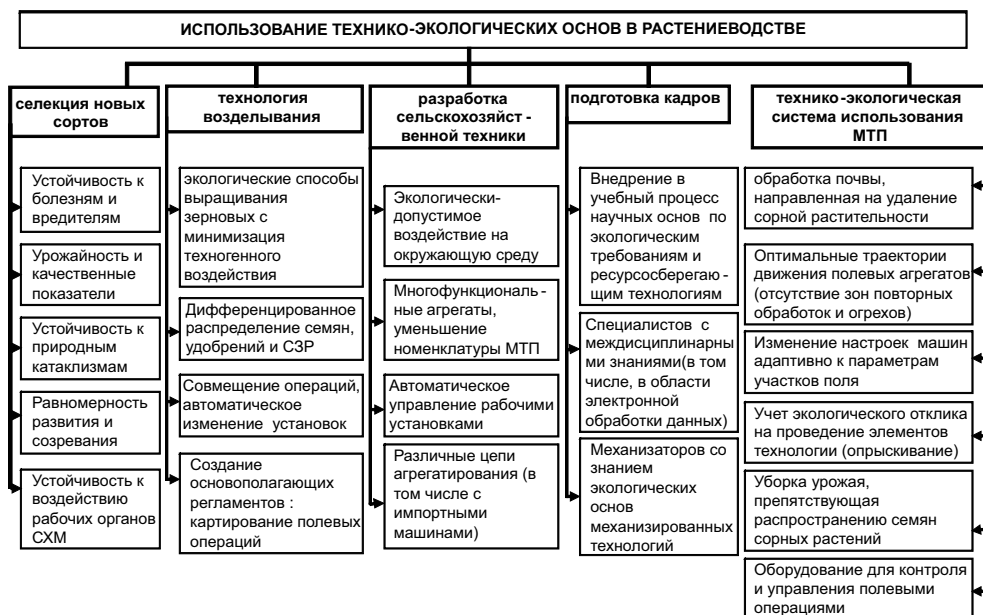 ИСПОЛЬЗОВАНИЕ ТЕХНИКО-ЭКОЛОГИЧЕСКИХ ОСНОВ В РАСТЕНИЕВОДСТВЕ
селекция новых
сортов
Устойчивость к
болезням и
вредителям
Урожайность и
качественные
показатели
Устойчивость к
природным
катаклизмам
Равномерность
развития и
созревания
Устойчивость к
воздействию
рабочих органов
СХМ
технология
возделывания
экологические способы
выращивания
зерновых с
минимизация
техногенного
воздействия
Дифференцированное
распределение семян,
удобрений и СЗР
Совмещение операций,
автоматическое
изменение установок
Создание
основополагающих
регламентов :
картирование полевых
операций
разработка
сельскохозяйст -
венной техники
Экологически-
допустимое
воздействие на
окружающую среду
Многофункциональ -
ные агрегаты,
уменьшение
номенклатуры МТП
Автоматическое
управление рабочими
установками
Различные цепи
агрегатирования (в
том числе с
импортными
машинами)
подготовка кадров
Внедрение в
учебный процесс
научных основ по
экологическим
требованиям и
ресурсосберегаю -
щим технологиям
Специалистов с
междисциплинарны
ми знаниями(в том
числе, в области
электронной
обработки данных)
Механизаторов со
знанием
экологических
основ
механизированных
технологий
технико-экологическая
система использования
МТП
обработка почвы,
направленная на удаление
сорной растительности
Оптимальные траектории
движения полевых агрегатов
(отсутствие зон повторных
обработок и огрехов)
Изменение настроек машин
адаптивно к параметрам
участков поля
Учет экологического отклика
на проведение элементов
технологии (опрыскивание)
Уборка урожая,
препятствующая
распространению семян
сорных растений
Оборудование для контроля
и управления полевыми
операциями